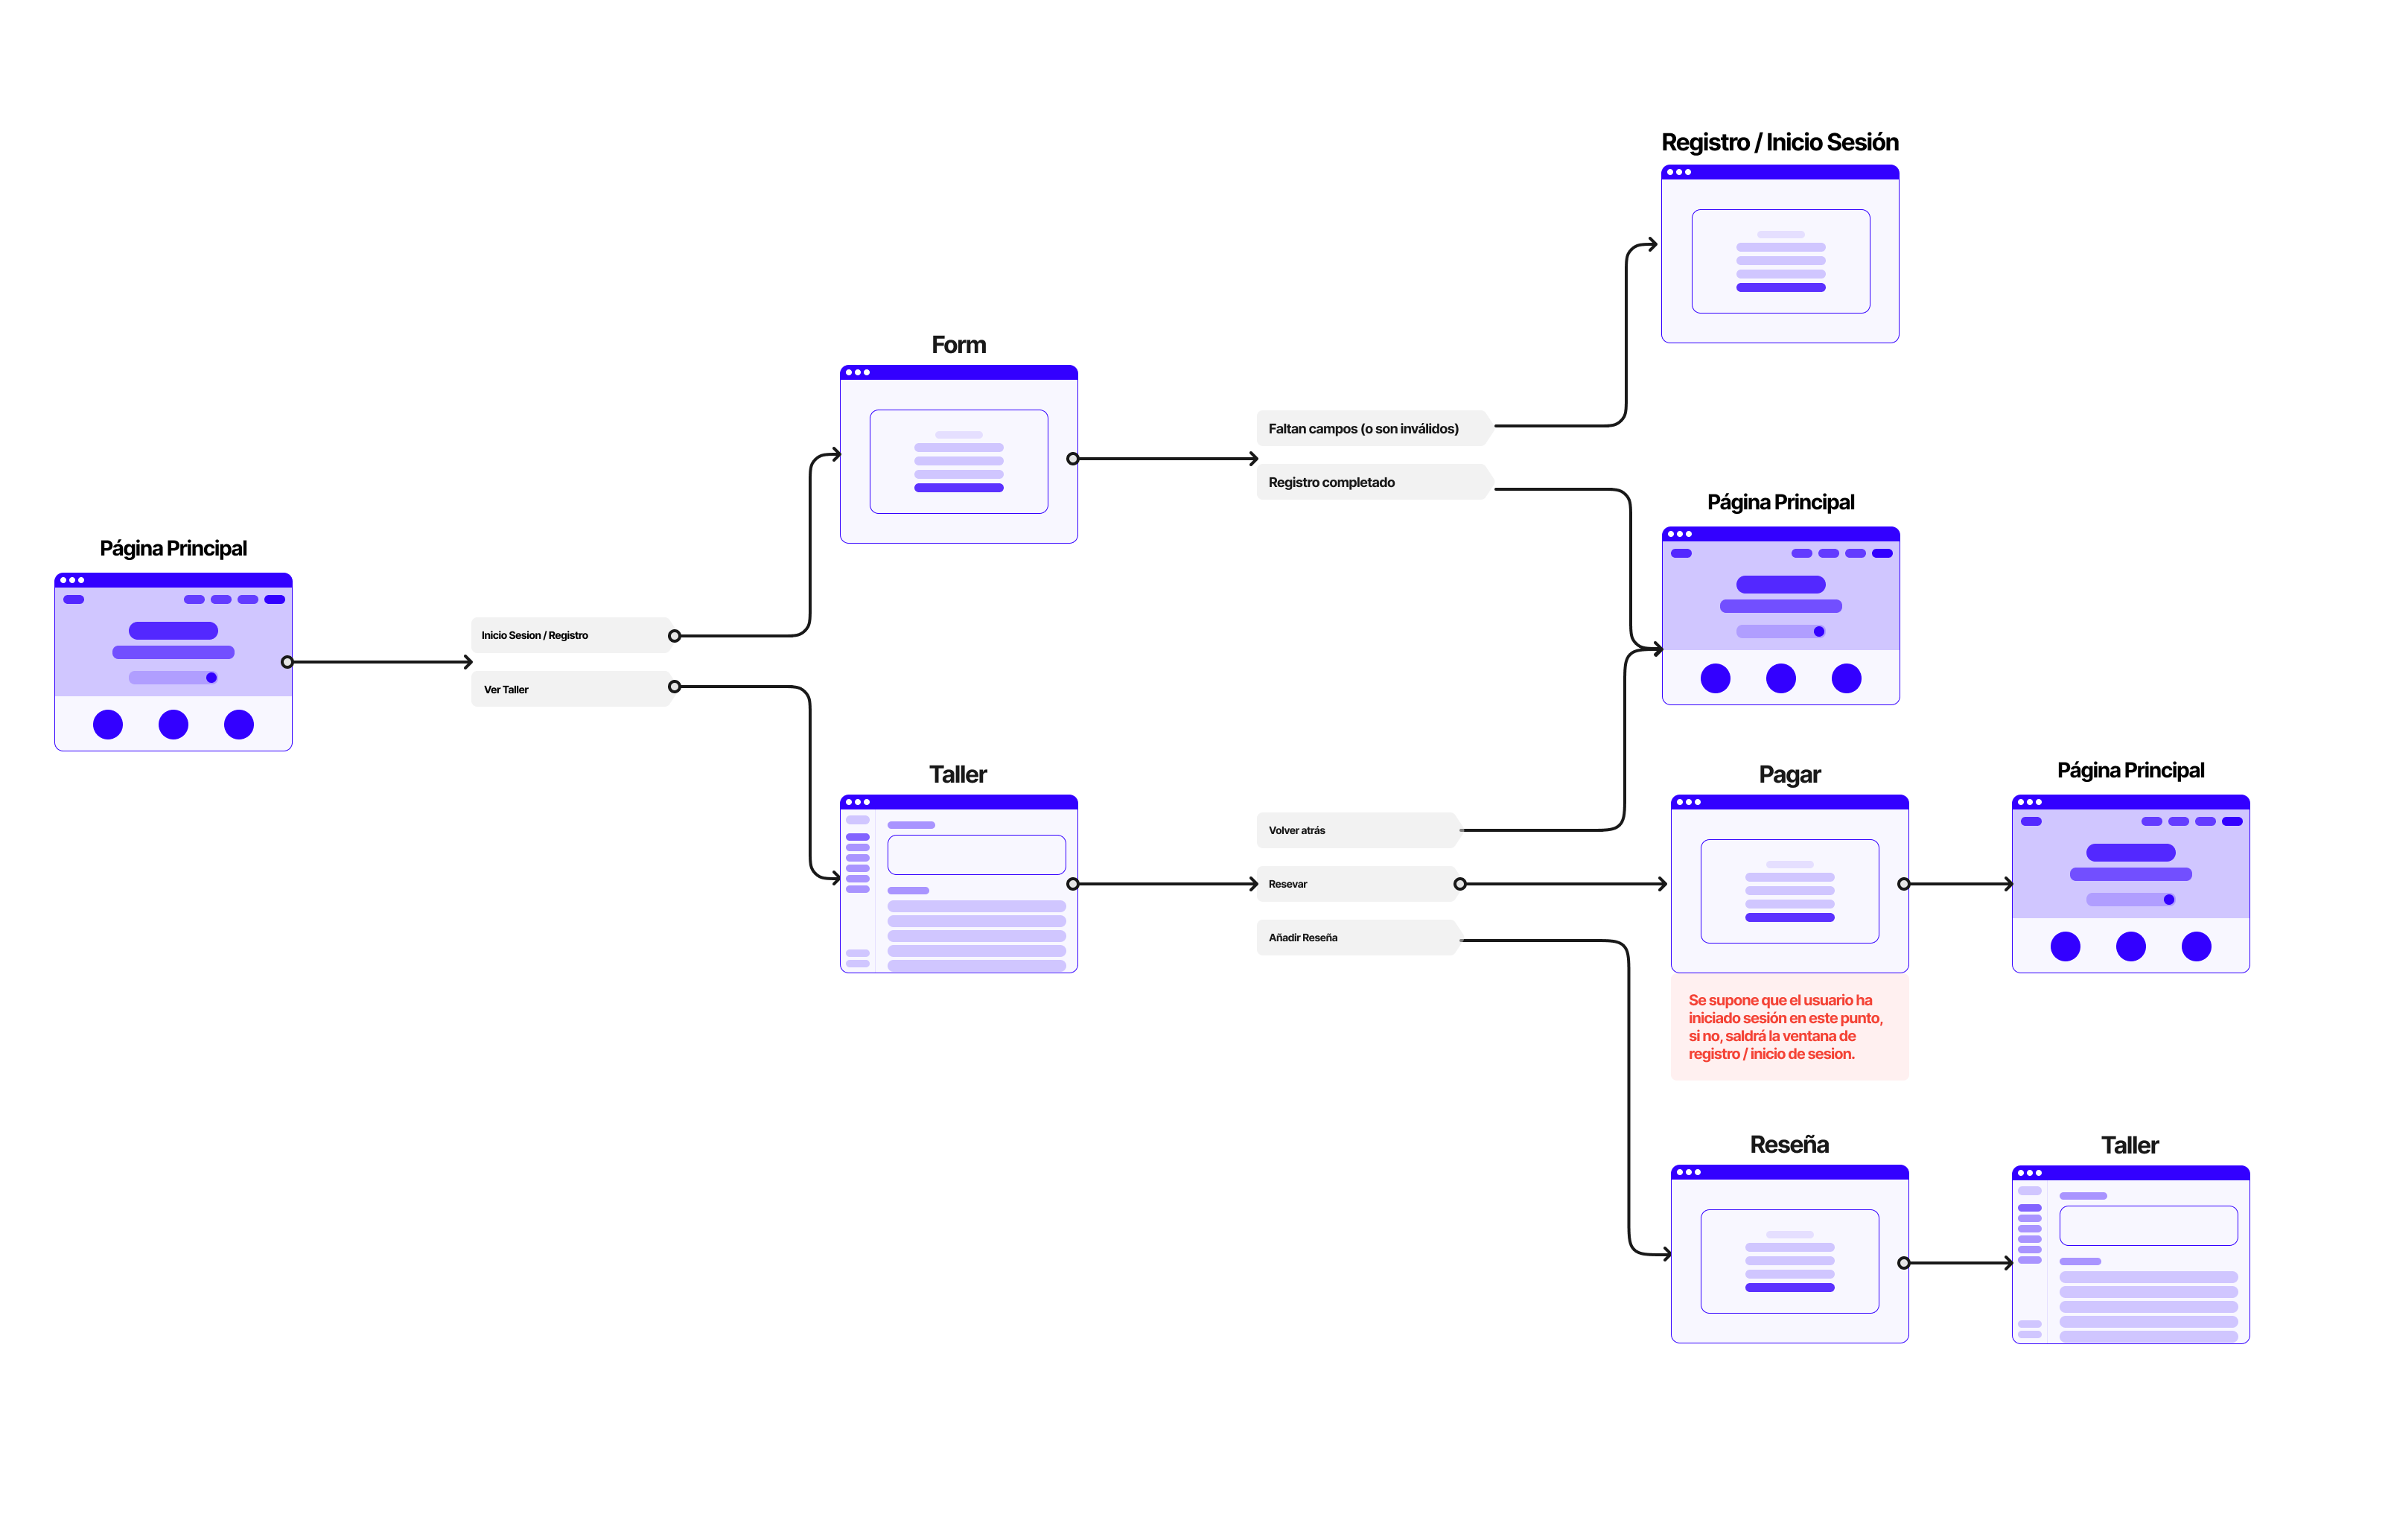 Registro / Inicio Sesión
Form
Faltan campos (o son inválidos)
Registro completado
Página Principal
Página Principal
Inicio Sesion / Registro
Ver Taller
Taller
Volver atrás
Resevar
Añadir Reseña
Pagar
Página Principal
Se supone que el usuario ha
iniciado sesión en este punto,
si no, saldrá la ventana de
registro / inicio de sesion.
Reseña
Taller